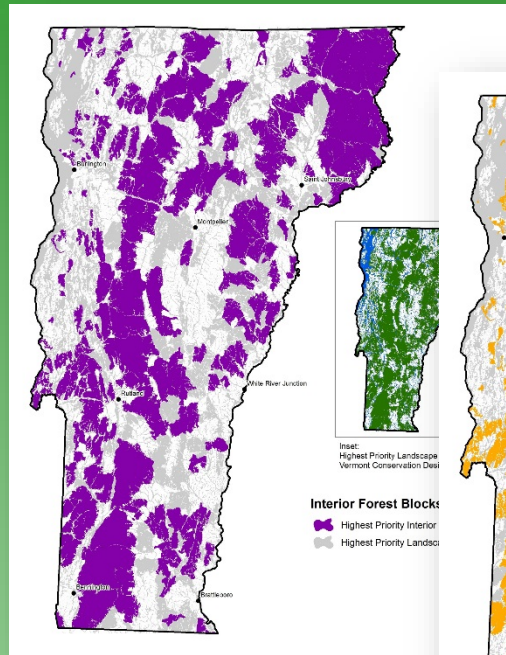 Burlington
Saint Johnsbury
Montpelier
White River Junction
Rutland
Bennington
Brattleboro
Inset:
Highest Priority Landscape
Vermont Conservation Desi
Interior Forest Blocks
Highest Priority Interior
Highest Priority Landsca